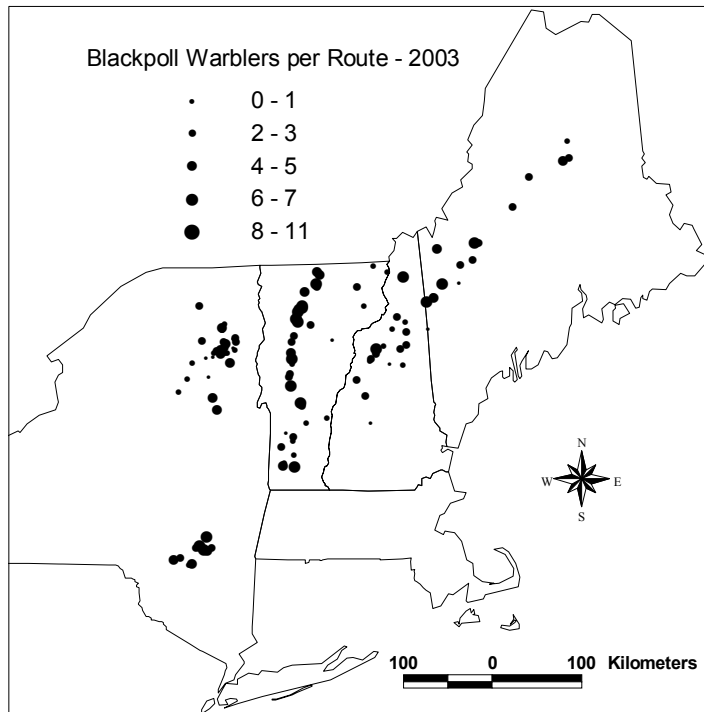 Blackpoll Warblers per Route - 2003
0 - 1
2 - 3
4 - 5
6 - 7
8 - 11
N
W E
S
100 0 100 Kilometers